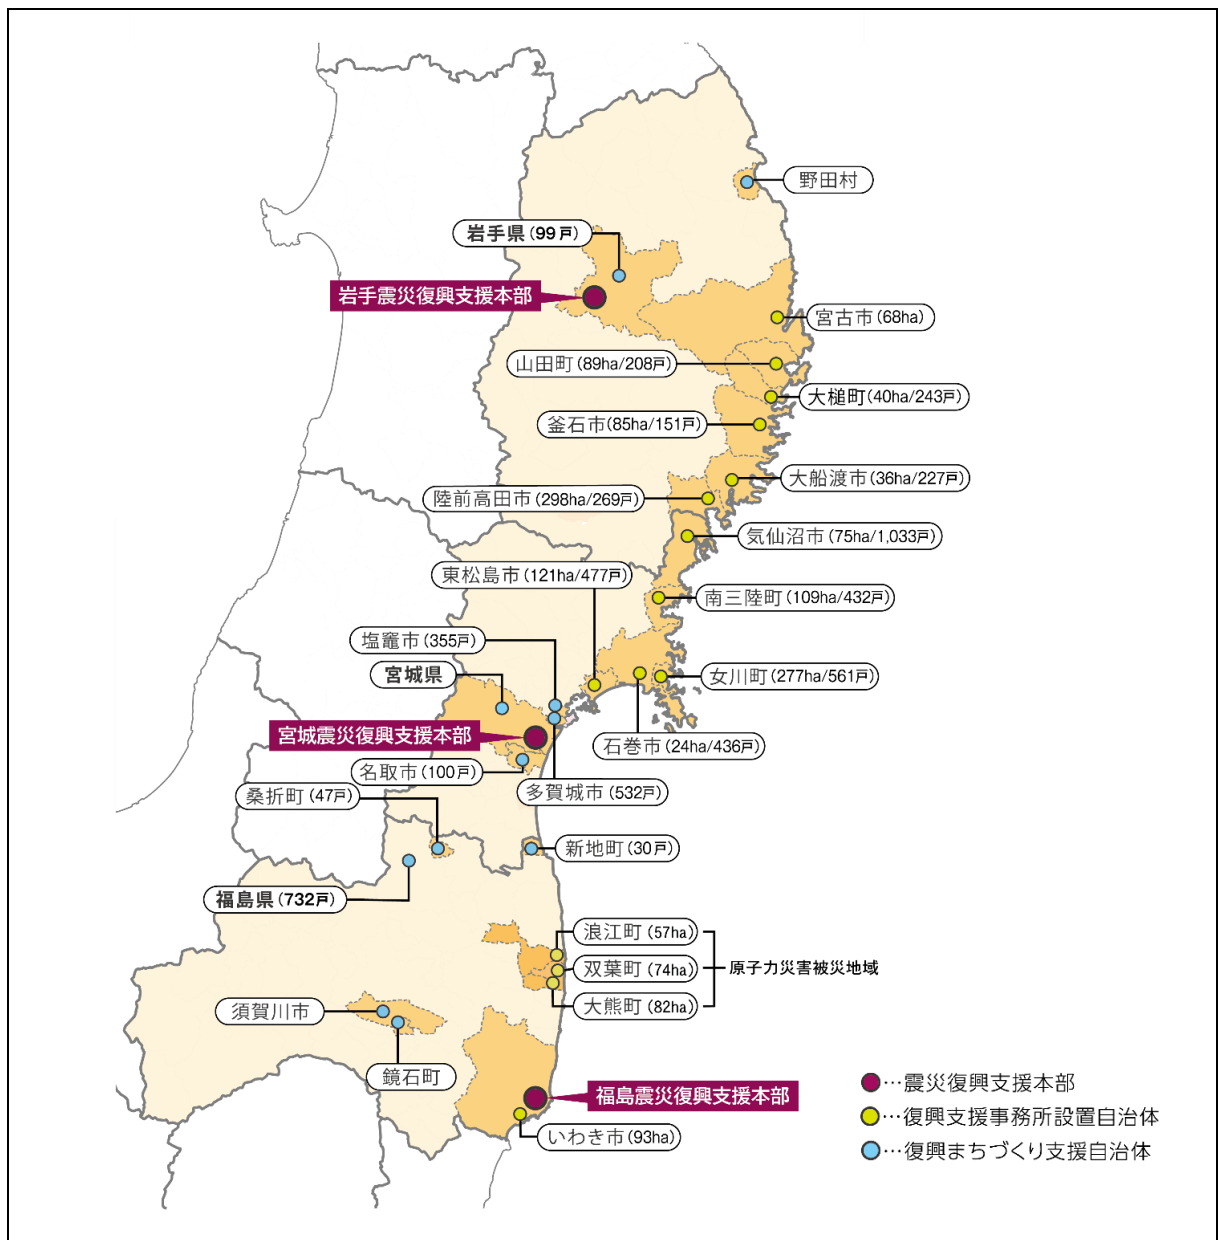 野田村
岩手県(99戸)
岩手震災復興支援本部
宮古市(68ha)
山田町(89ha/208戸)
大槌町(40ha/243戸)
釜石市(85ha/151戸)
大船渡市(36ha/227戸)
陸前高田市(298ha/269戸)
気仙沼市(75ha/1,033戸)
東松島市(121ha/477戸)
南三陸町(109ha/432戸)
塩竈市(355戸)
宮城県
女川町(277ha/561戸)
宮城震災復興支援本部
石巻市(24ha/436戸)
名取市(100戸)
多賀城市(532戸)
桑折町(47戸)
新地町(30戸)
福島県(732戸)
浪江町(57ha)
双葉町(74ha)
原子力災害被災地域
大熊町(82ha)
須賀川市
鏡石町
福島震災復興支援本部
いわき市(93ha)
…震災復興支援本部
…復興支援事務所設置自治体
…復興まちづくり支援自治体